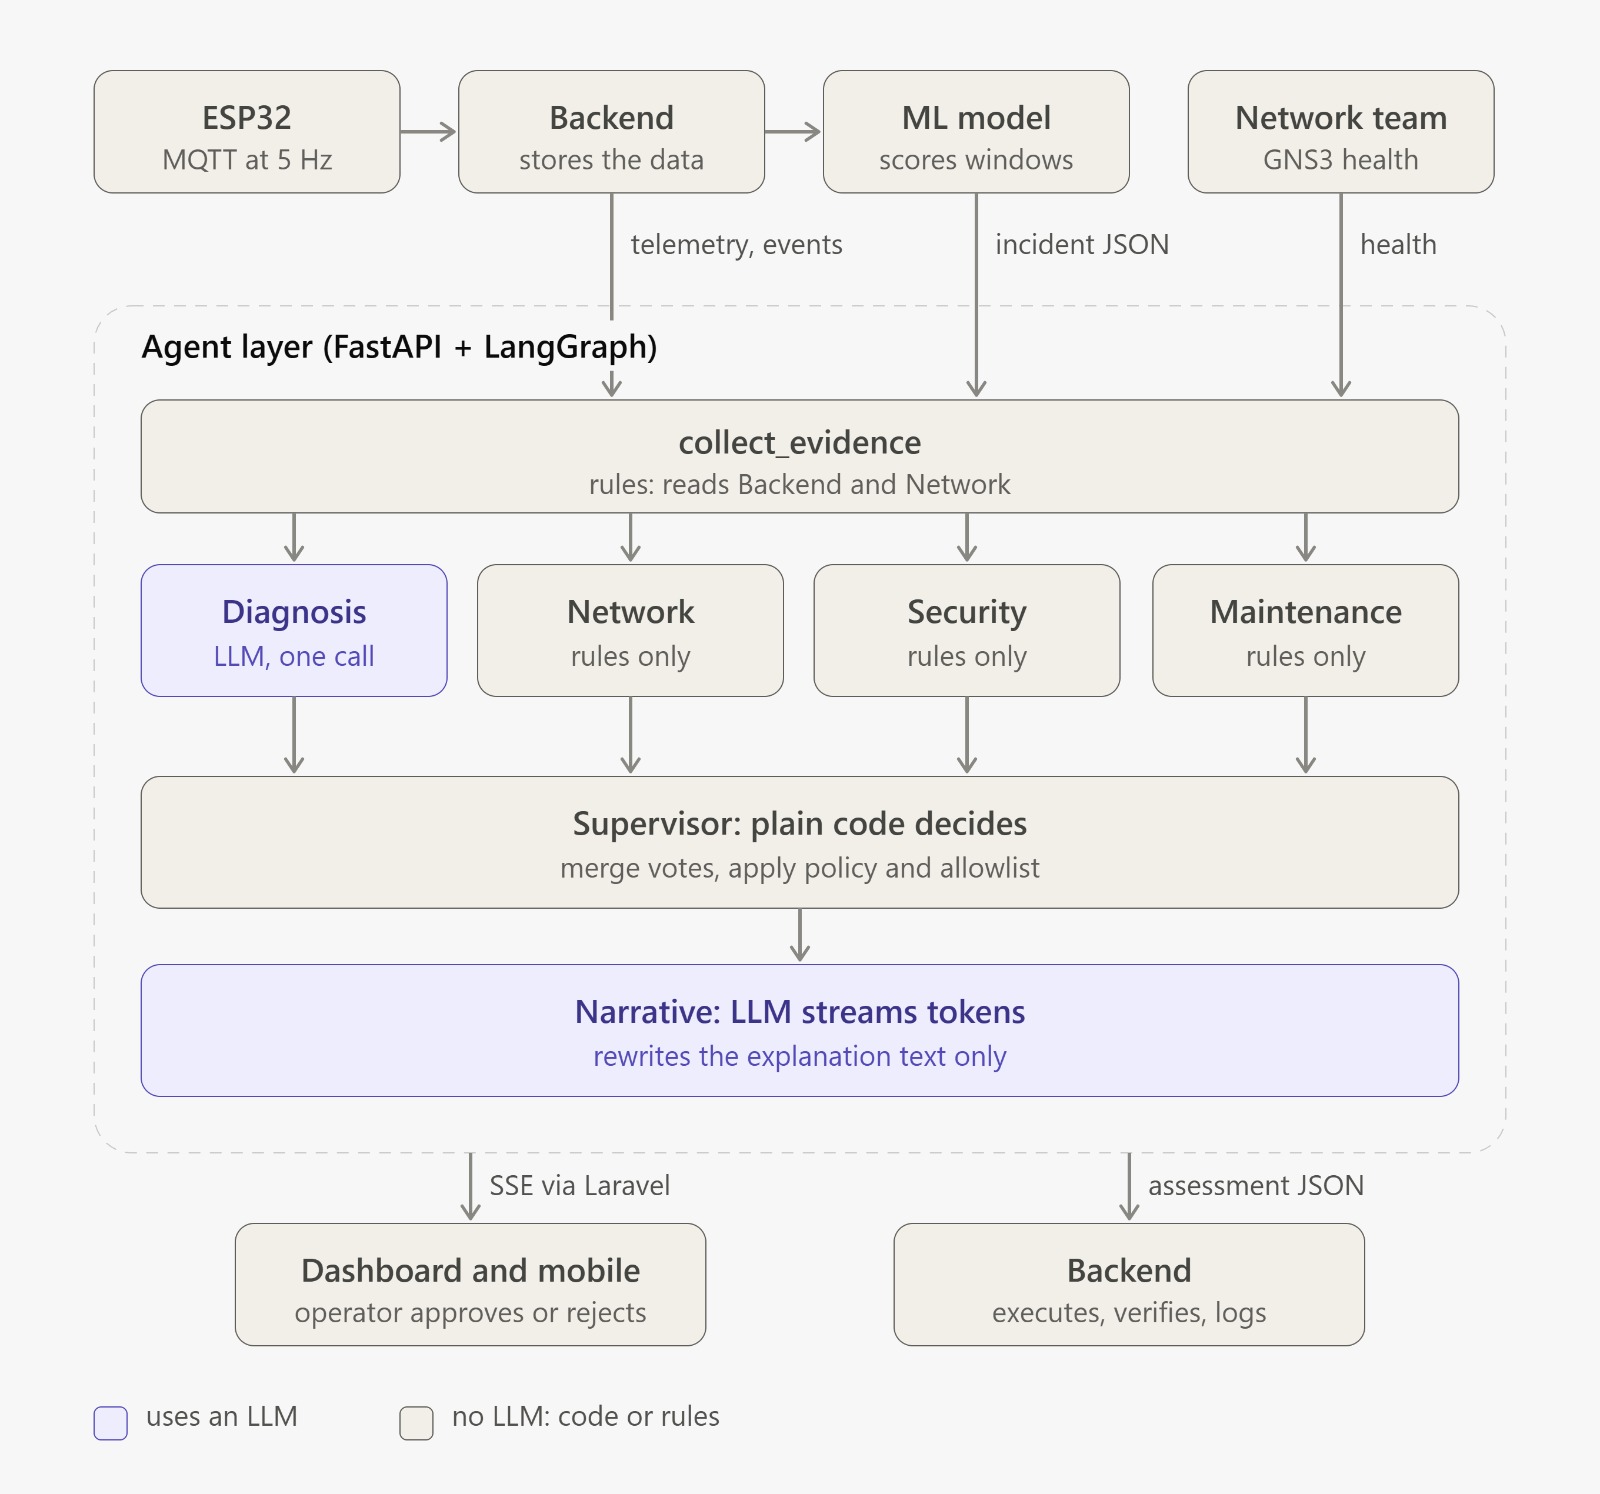 ESP32
MQTT at 5 Hz
Backend
stores the data
ML model
scores windows
Network team
GNS3 health
telemetry, events
incident JSON
health
Agent layer (FastAPI + LangGraph)
collect_evidence
rules: reads Backend and Network
Diagnosis
LLM, one call
Network
rules only
Security
rules only
Maintenance
rules only
Supervisor: plain code decides
merge votes, apply policy and allowlist
Narrative: LLM streams tokens
rewrites the explanation text only
SSE via Laravel
assessment JSON
Dashboard and mobile
operator approves or rejects
Backend
executes, verifies, logs
uses an LLM
no LLM: code or rules